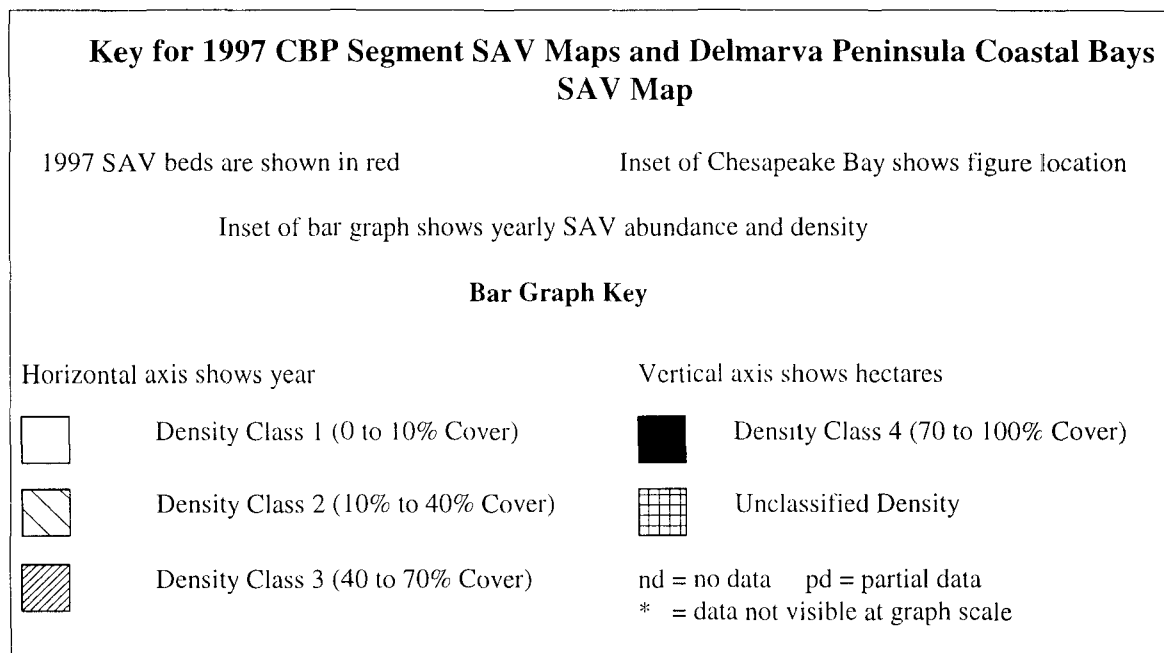 Key for 1997 CBP Segment SAV Maps and Delmarva Peninsula Coastal Bays
SAV Map
1997 SAV beds are shown in red
Inset of Chesapeake Bay shows figure location
Inset of bar graph shows yearly SAV abundance and density
Bar Graph Key
Horizontal axis shows year
Vertical axis shows hectares
Density Class 1 (0 to 10% Cover)
Density Class 4 (70 to 100% Cover)
Density Class 2 (10% to 40% Cover)
Unclassified Density
Density Class 3 (40 to 70% Cover)
nd = no data pd = partial data
* = data not visible at graph scale